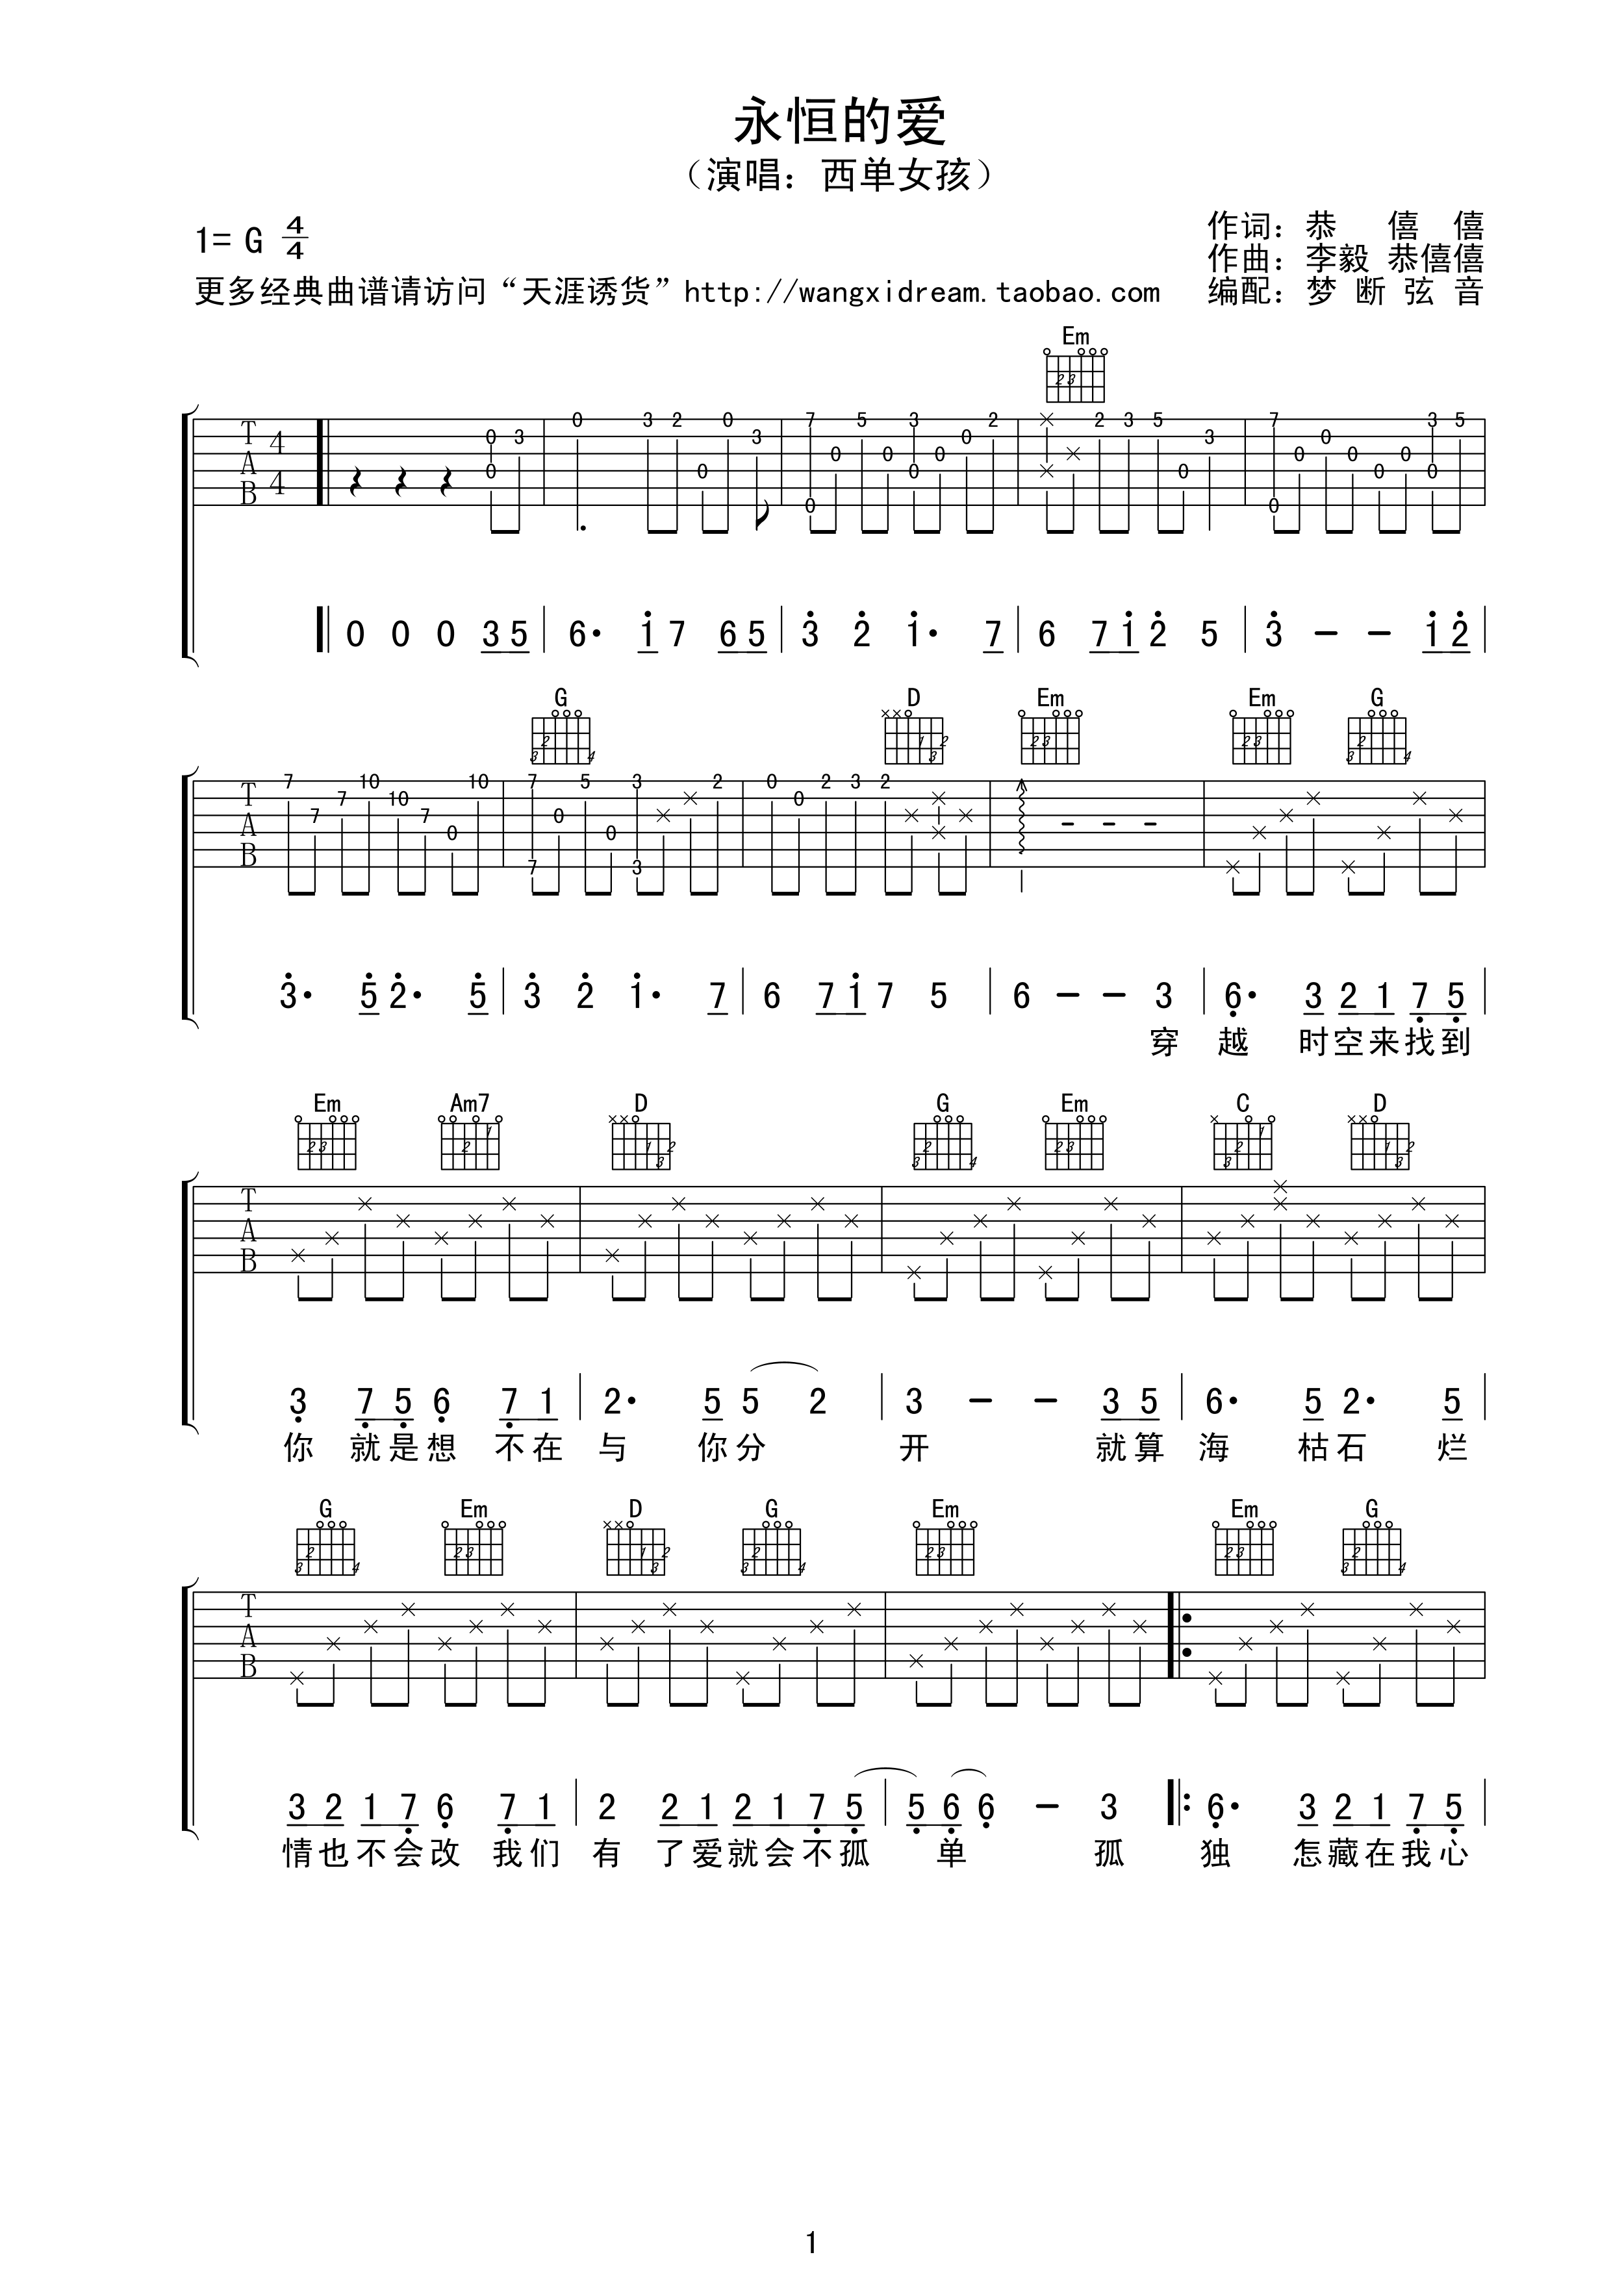 永恒的爱
（演唱：西单女孩）
1= G 4/4
作词：恭 僖 僖
作曲：李毅 恭僖僖
更多经典曲谱请访问“天涯诱货”http://wangxidream.taobao.com 编配：梦 断 弦 音
Em
T A B 4 4 0 0 3 0 3 2 0 0 3 7 0 0 5 0 3 0 0 0 2 2 3 5 0 3 7 0 0 0 0 0 0 3 0 5
0 0 0 3 5 | 6· 1 7 6 5 | 3 2 1· 7 | 6 7 1 2 5 | 3 – – 1 2 |
G D Em Em G
T A B 7 7 7 10 10 7 0 10 7 7 0 5 0 3 3 2 0 0 2 3 2 - - -
3· 5 2· 5 | 3 2 1· 7 | 6 7 1 7 5 | 6 – – 3 | 6· 3 2 1 7 5 |
穿 越 时空来找到
Em Am7 D G Em C D
T A B
3 7 5 6 7 1 | 2· 5 5 2 | 3 – – 3 5 | 6· 5 2· 5 |
你 就是想 不在 与 你分 开 就算 海 枯石 烂
G Em D G Em Em G
T A B
3 2 1 7 6 7 1 | 2 2 1 2 1 7 5 | 5 6 6 – 3 |: 6· 3 2 1 7 5 |
情也不会改 我们 有 了爱就会不孤 单 孤 独 怎藏在我心
1